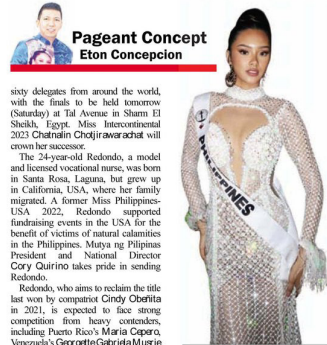 Pageant Concept
Eton Concepcion
sixty delegates from around the world,
with the finals to be held tomorrow
(Saturday) at Tal Avenue in Sharm El
Sheikh, Egypt. Miss Intercontinental
2023 Chatnalin Chotjirawarachat will
crown her successor.
The 24-year-old Redondo, a model
and licensed vocational nurse, was born
in Santa Rosa, Laguna, but grew up
in California, USA, where her family
migrated. A former Miss Philippines-
USA 2022, Redondo supported
fundraising events in the USA for the
benefit of victims of natural calamities
in the Philippines. Mutya ng Pilipinas
President and National Director
Cory Quirino takes pride in sending
Redondo.
Redondo, who aims to reclaim the title
last won by compatriot Cindy Obeñita
in 2021, is expected to face strong
competition from heavy contenders,
including Puerto Rico's Maria Cepero,
Venezuela's Georgette Gabriela Musrie
PHILIPPINES